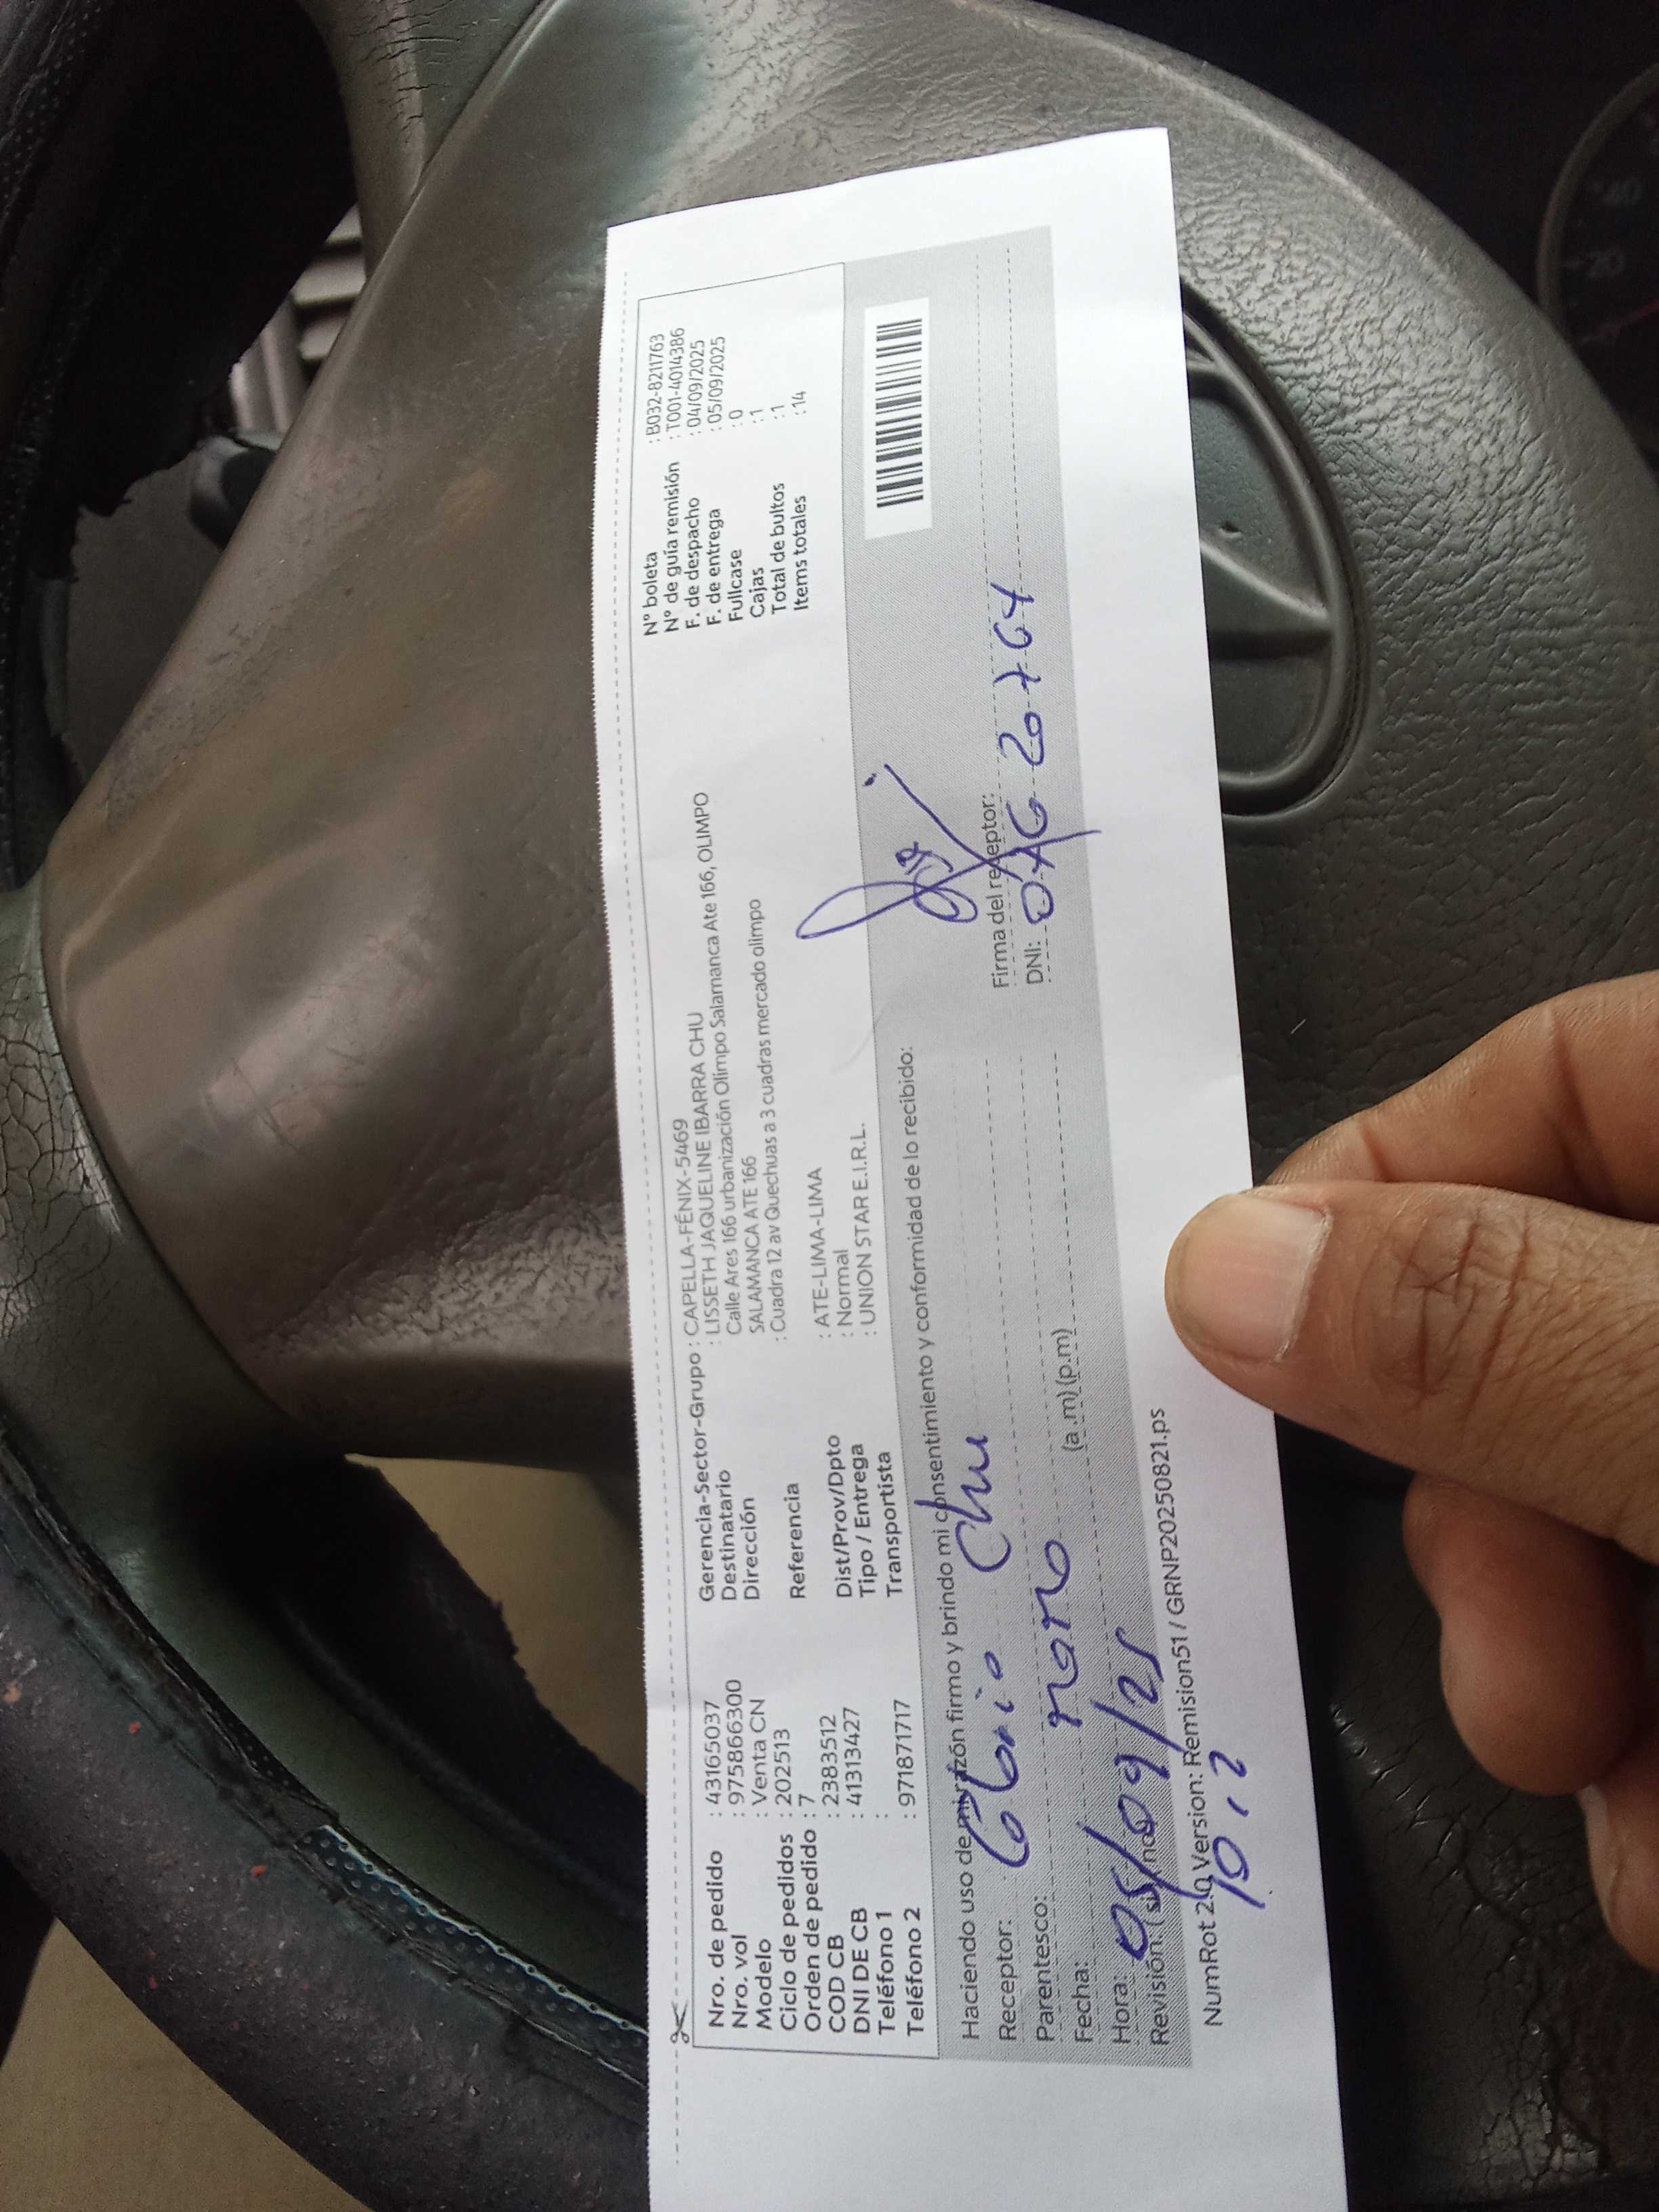 Nro. de pedido : 43165037
Nro. vol : 975866300
Modelo : Venta CN
Ciclo de pedidos : 202513
Orden de pedido : 7
COD CB : 2383512
DNI DE CB : 41313427
Teléfono 1 :
Teléfono 2 : 971871717
Gerencia-Sector-Grupo : CAPELLA-FÉNIX-5469
Destinatario : LISSETH JAQUELINE IBARRA CHU
Dirección Calle Ares 166 urbanización Olimpo Salamanca Ate 166, OLIMPO
SALAMANCA ATE 166
Referencia : Cuadra 12 av Quechuas a 3 cuadras mercado olimpo
Dist/Prov/Dpto : ATE-LIMA-LIMA
Tipo / Entrega : Normal
Transportista : UNION STAR E.I.R.L.
N° boleta : B032-8211763
N° de guía remisión : T001-4014386
F. de despacho : 04/09/2025
F. de entrega : 05/09/2025
Fullcase : 0
Cajas : 1
Total de bultos : 1
Items totales : 14
Haciendo uso de mi razón firmo y brindo mi consentimiento y conformidad de lo recibido:
Receptor: Chu
Parentesco:
Fecha: 05/09/25
Hora: (a.m) (p.m)
Revisión: (si) (no)
Firma del receptor:
DNI:
NumRot 2.0 Version: Remision51 / GRNP20250821.ps
40
20